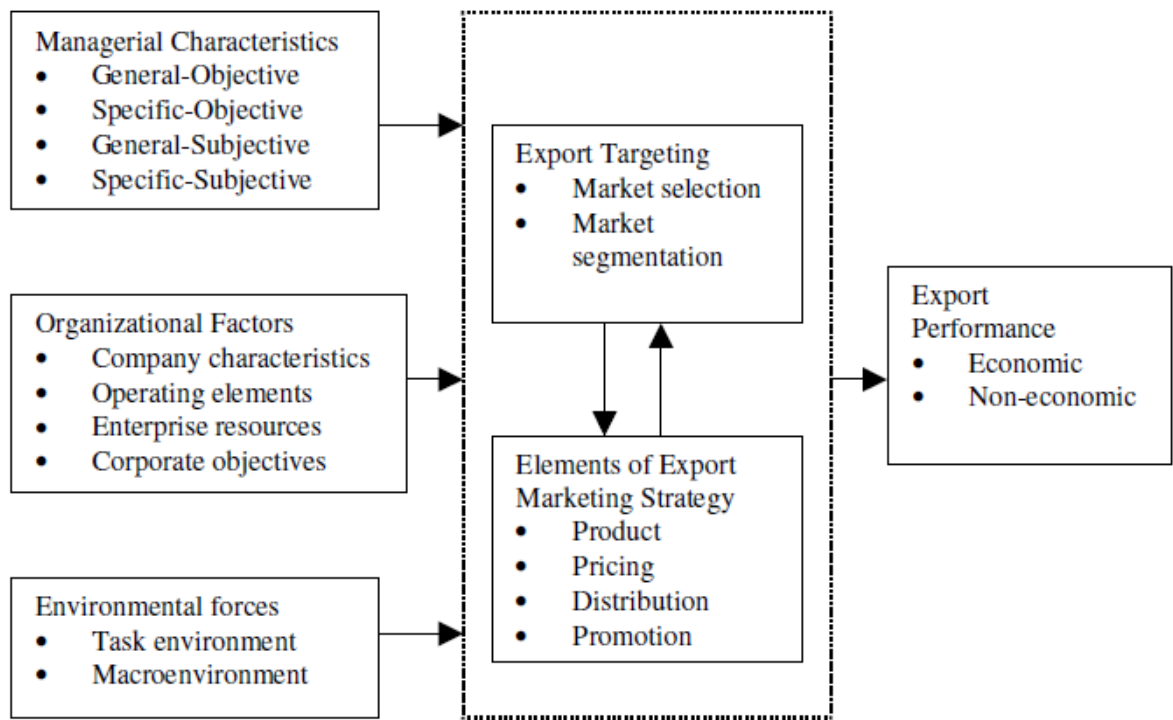 Managerial Characteristics
• General-Objective
• Specific-Objective
• General-Subjective
• Specific-Subjective
Organizational Factors
• Company characteristics
• Operating elements
• Enterprise resources
• Corporate objectives
Environmental forces
• Task environment
• Macroenvironment
Export Targeting
• Market selection
• Market
segmentation
Elements of Export
Marketing Strategy
• Product
• Pricing
• Distribution
• Promotion
Export
Performance
• Economic
• Non-economic